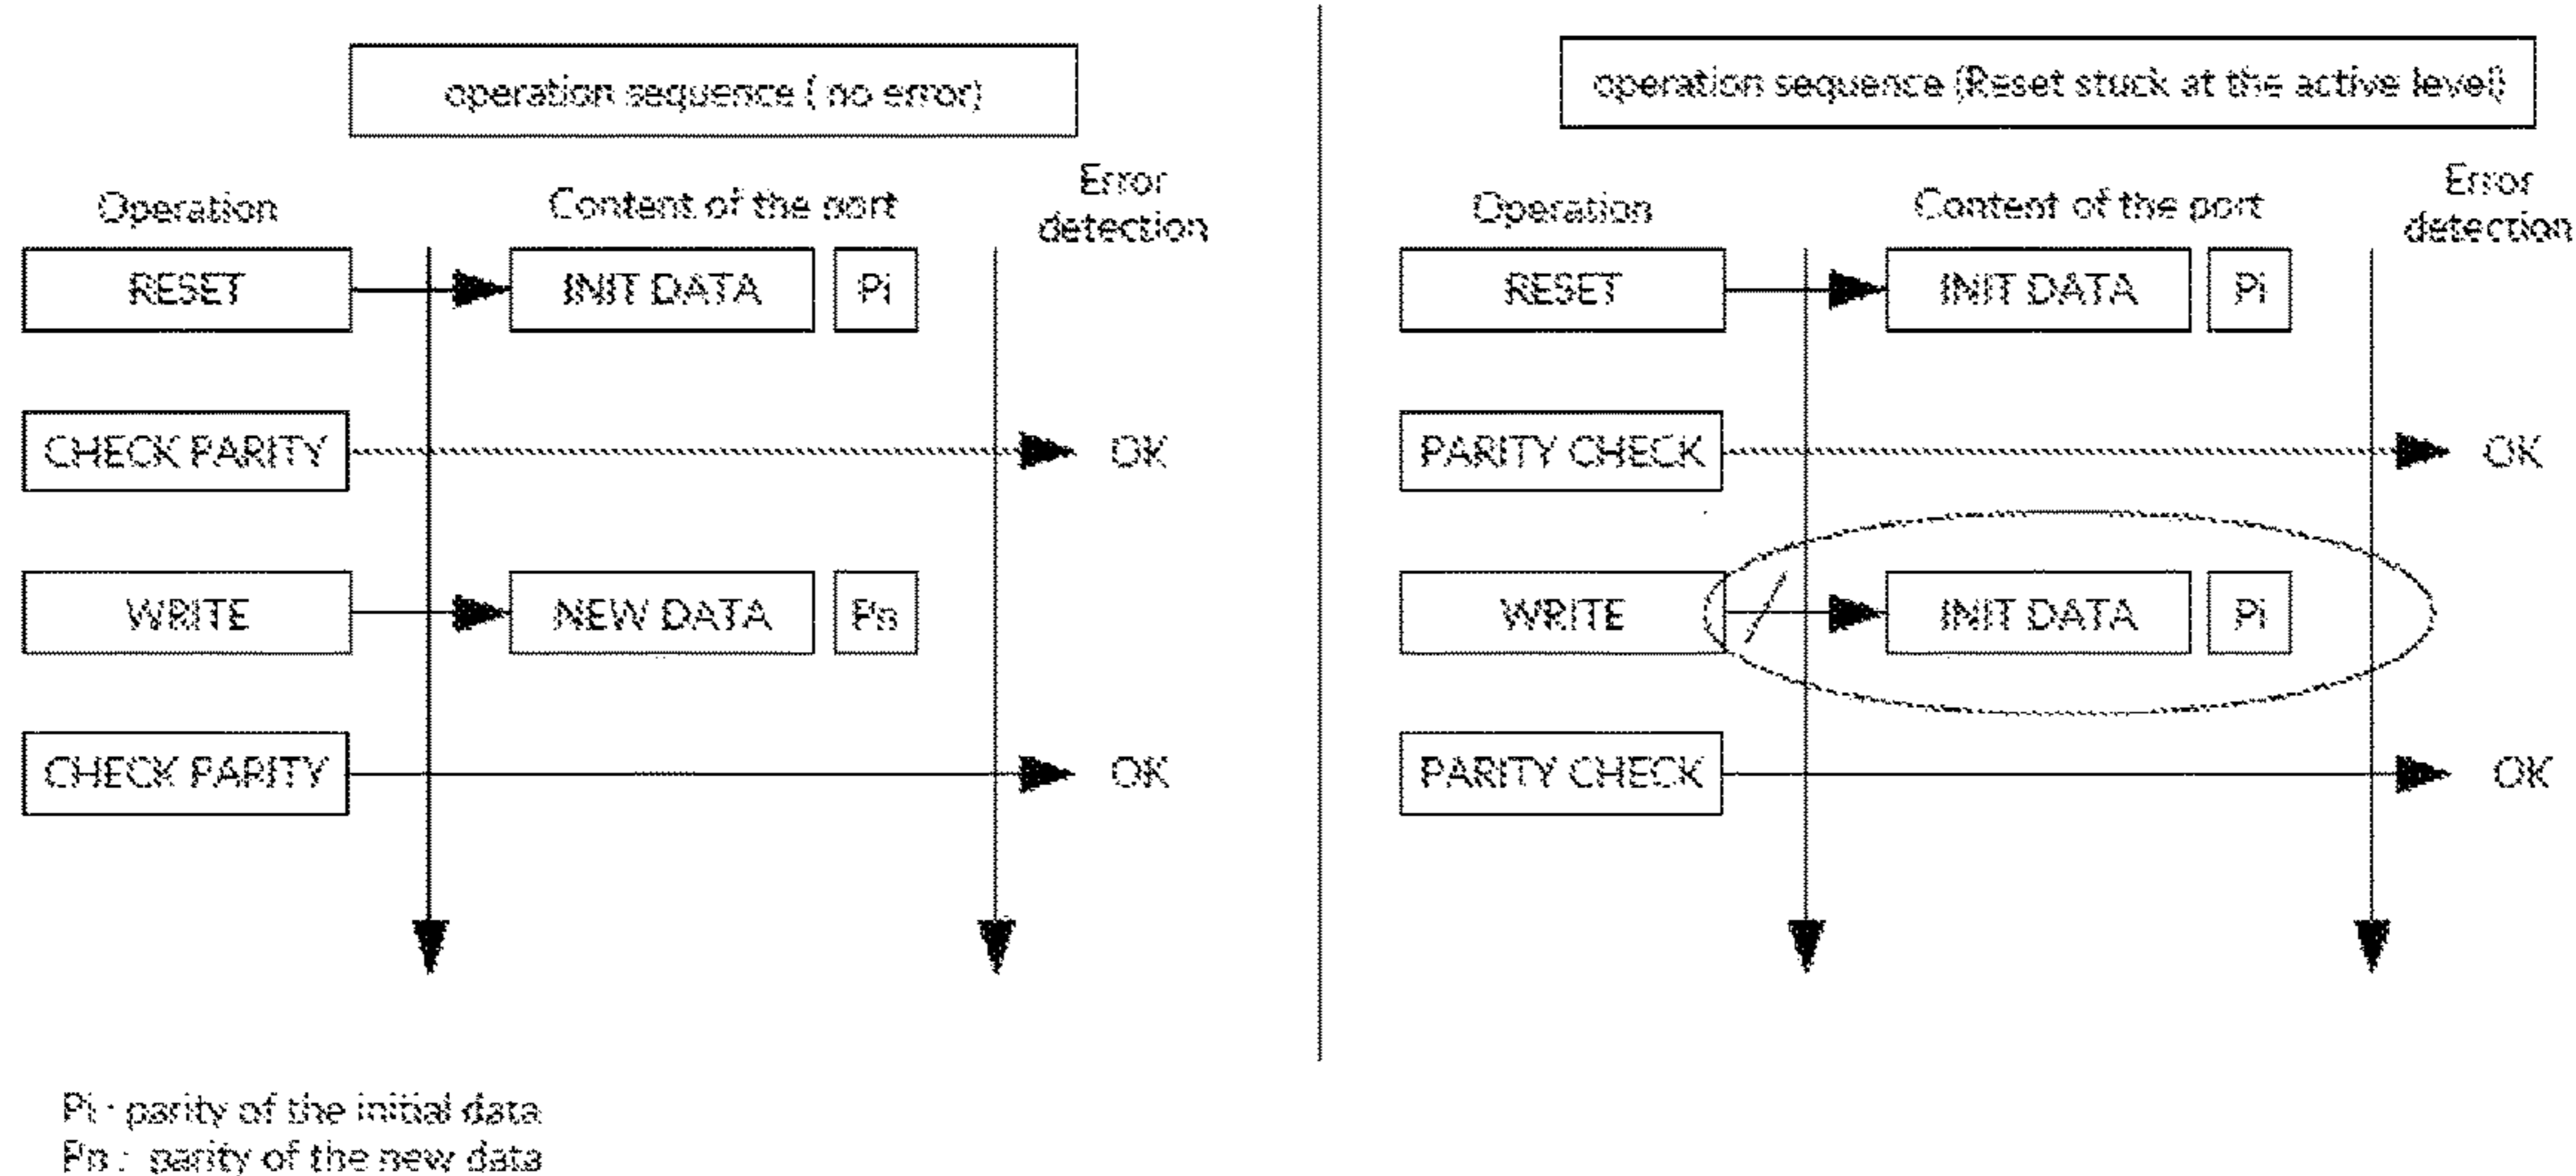 operation sequence ( no error)
Operation
Content of the port
Error
detection
RESET
INIT DATA
Pi
CHECK PARITY
OK
WRITE
NEW DATA
Pn
CHECK PARITY
OK
operation sequence (Reset stuck at the active level)
Operation
Content of the port
Error
detection
RESET
INIT DATA
Pi
PARITY CHECK
OK
WRITE
INIT DATA
Pi
PARITY CHECK
OK
Pi : parity of the initial data
Pn : parity of the new data